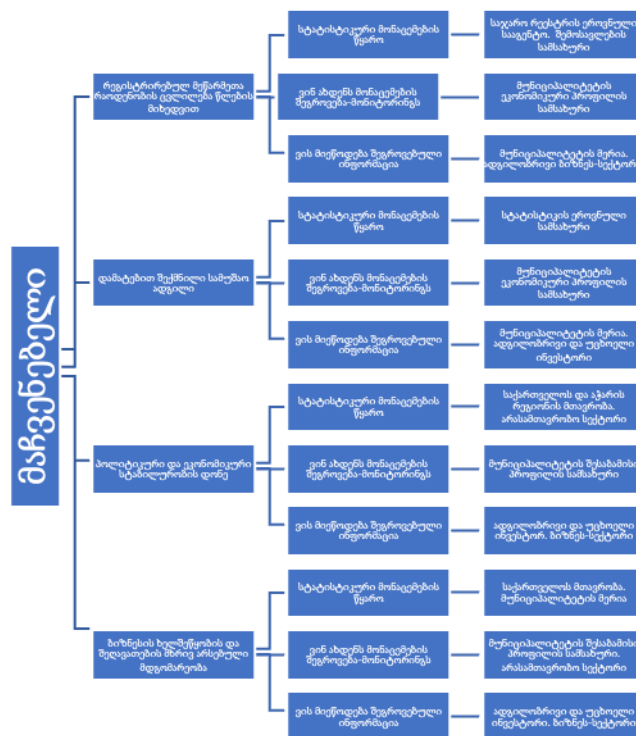 მაჩვენებელი
რეგისტრირებულ მეწარმეთა
რაოდენობის ცვლილება წლების
მიხედვით
სტატისტიკური მონაცემების
წყარო
საჯარო რეესტრის ეროვნული
სააგენტო. შემოსავლების
სამსახური
ვინ ახდენს მონაცემების
შეგროვება-მონიტორინგს
მუნიციპალიტეტის
ეკონომიკური პროფილის
სამსახური
ვის მიეწოდება შეგროვებული
ინფორმაცია
მუნიციპალიტეტის მერია.
ადგილობრივი ბიზნეს-სექტორი
დამატებით შექმნილი სამუშაო
ადგილი
სტატისტიკური მონაცემების
წყარო
სტატისტიკის ეროვნული
სამსახური
ვინ ახდენს მონაცემების
შეგროვება-მონიტორინგს
მუნიციპალიტეტის
ეკონომიკური პროფილის
სამსახური
ვის მიეწოდება შეგროვებული
ინფორმაცია
მუნიციპალიტეტის მერია.
ადგილობრივი და უცხოელი
ინვესტორი
პოლიტიკური და ეკონომიკური
სტაბილურობის დონე
სტატისტიკური მონაცემების
წყარო
საქართველოს და აჭარის
რეგიონის მთავრობა.
არასამთავრობო სექტორი
ვინ ახდენს მონაცემების
შეგროვება-მონიტორინგს
მუნიციპალიტეტის შესაბამისი
პროფილის სამსახური
ვის მიეწოდება შეგროვებული
ინფორმაცია
ადგილობრივი და უცხოელი
ინვესტორ. ბიზნეს-სექტორი
ბიზნესის ხელშეწყობის და
შეღავათების მხრივ არსებული
მდგომარეობა
სტატისტიკური მონაცემების
წყარო
საქართველოს მთავრობა.
მუნიციპალიტეტის მერია
ვინ ახდენს მონაცემების
შეგროვება-მონიტორინგს
მუნიციპალიტეტის შესაბამისი
პროფილის სამსახური.
არასამთავრობო სექტორი
ვის მიეწოდება შეგროვებული
ინფორმაცია
ადგილობრივი და უცხოელი
ინვესტორი. ბიზნეს-სექტორი